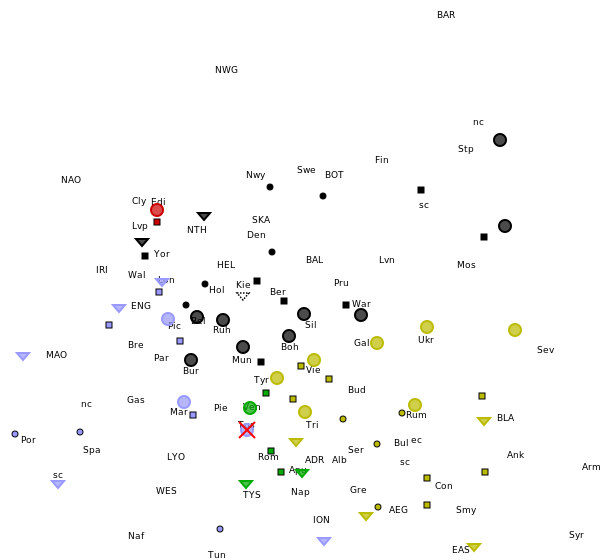 BAR
NWG
nc
Stp
Fin
Swe
BOT
Nwy
NAO
sc
Cly
Edi
SKA
Lvp
NTH
Den
Yor
BAL
Lvn
Mos
HEL
IRI
Wal
Lon
Kie
Pru
Hol
Ber
War
ENG
Bel
Pic
Sil
Ruh
Ukr
Gal
Bre
Boh
Sev
MAO
Par
Mun
Bur
Vie
Tyr
Bud
Gas
nc
Mar
Pie
Ven
Rum
BLA
Tri
Por
Tus
Bul
ec
Spa
Ser
Ank
LYO
Rom
ADR
Alb
sc
Arm
Apu
sc
Con
WES
TYS
Nap
Gre
AEG
Smy
ION
Naf
Syr
EAS
Tun